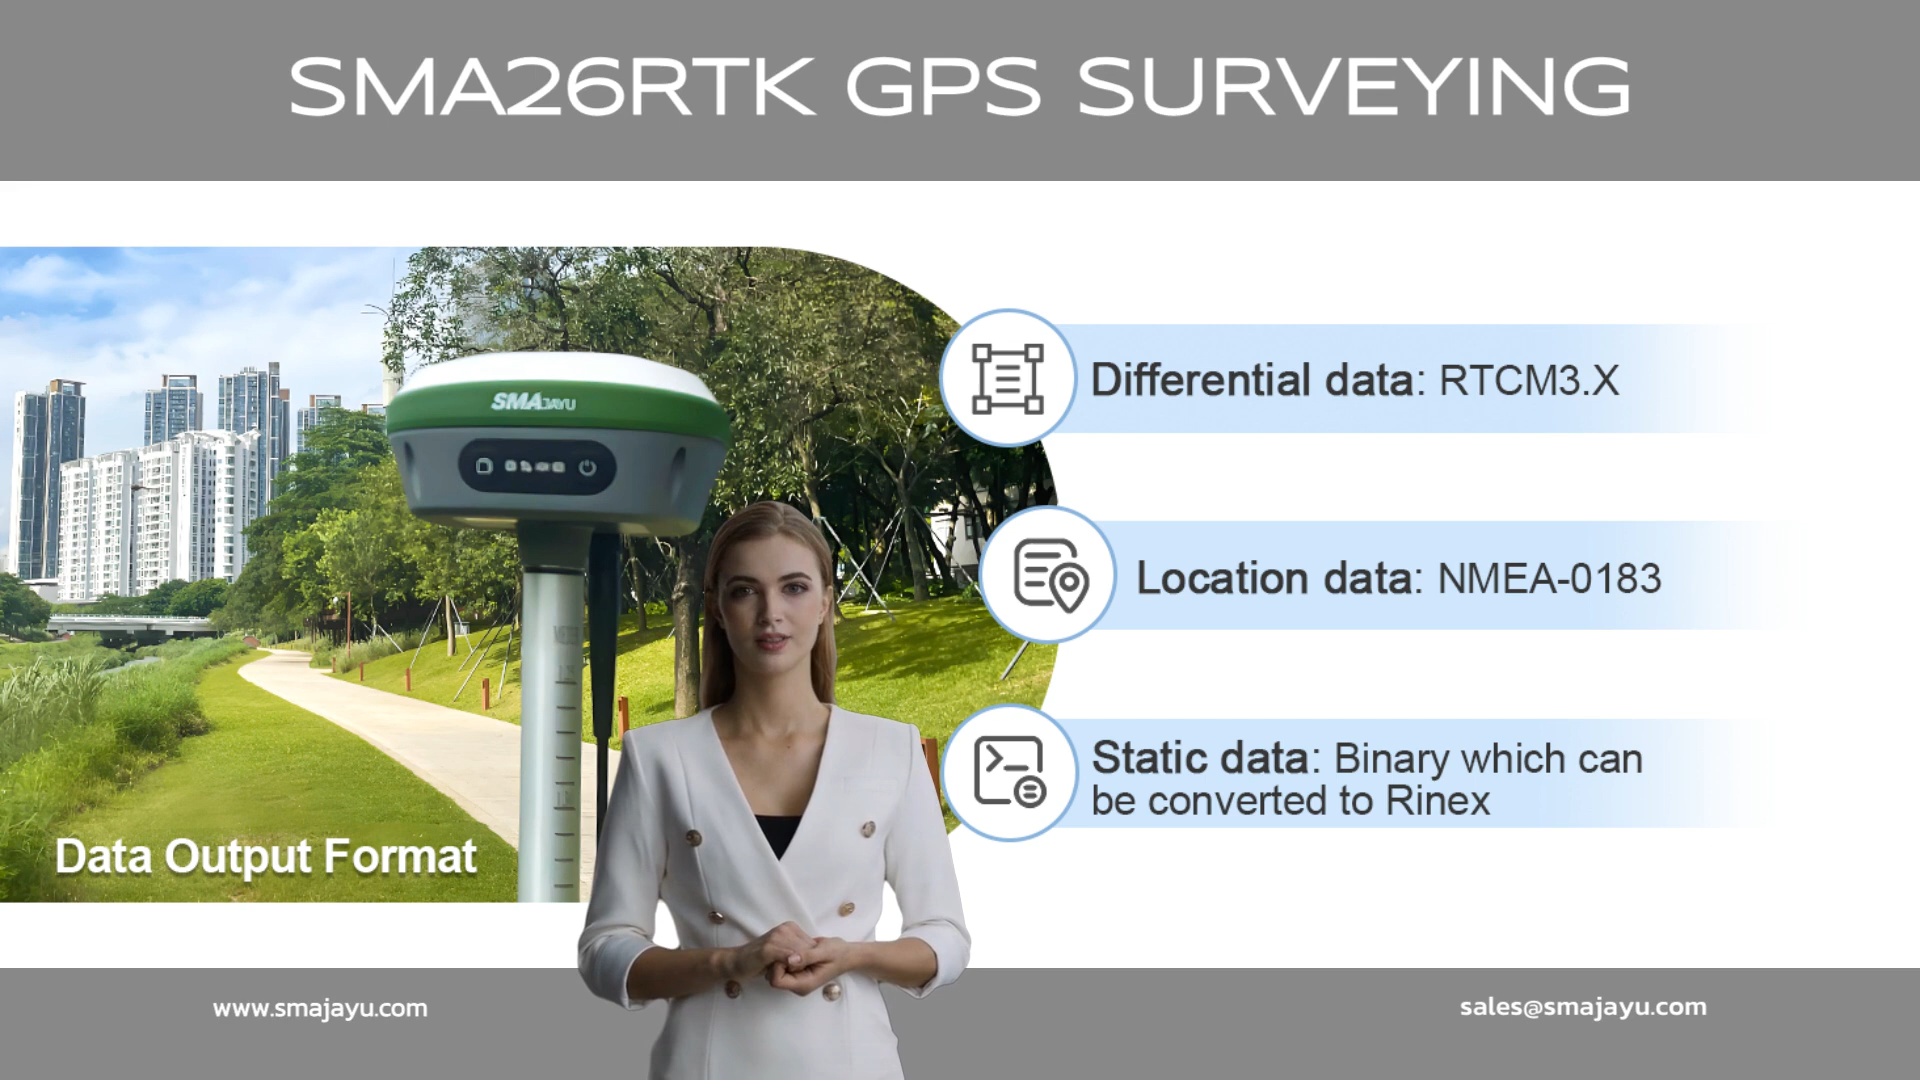 SMA26RTK GPS SURVEYING
SMAJAYU
Differential data: RTCM3.X
Location data: NMEA-0183
Static data: Binary which can
be converted to Rinex
Data Output Format
www.smajayu.com
sales@smajayu.com